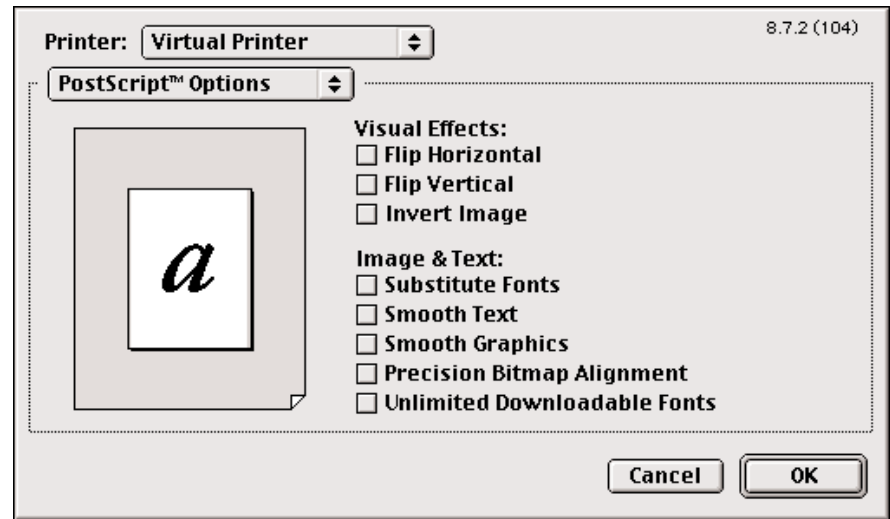 8.7.2 (104)
Printer: Virtual Printer
PostScript™ Options
Visual Effects:
Flip Horizontal
Flip Vertical
Invert Image
a
Image & Text:
Substitute Fonts
Smooth Text
Smooth Graphics
Precision Bitmap Alignment
Unlimited Downloadable Fonts
Cancel OK